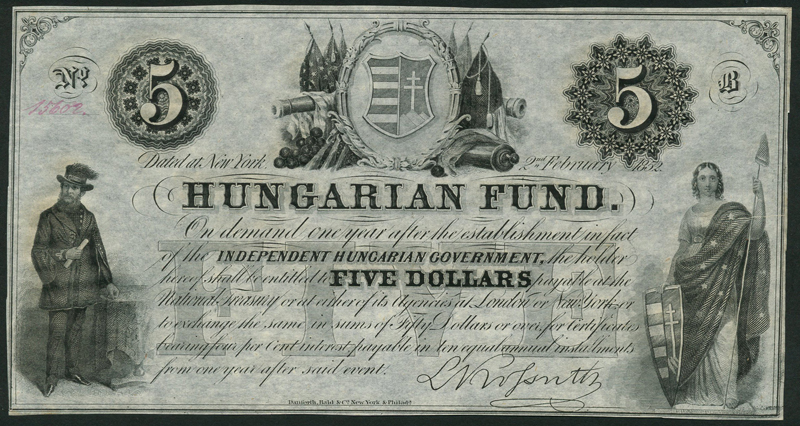 No
15602.
5
5
B
Dated at New York 2nd February 1852
HUNGARIAN FUND.
On demand one year after the establishment in fact
of the INDEPENDENT HUNGARIAN GOVERNMENT, the holder
hereof shall be entitled to FIVE DOLLARS payable at the
National Treasury or at either of its Agencies at London or New York or
to exchange the same in sums of Fifty Dollars or over, for Certificates
bearing four per Cent interest payable in ten equal annual instalments
from one year after said event.
L Kossuth
Danforth, Bald & Co. New York & Philada.